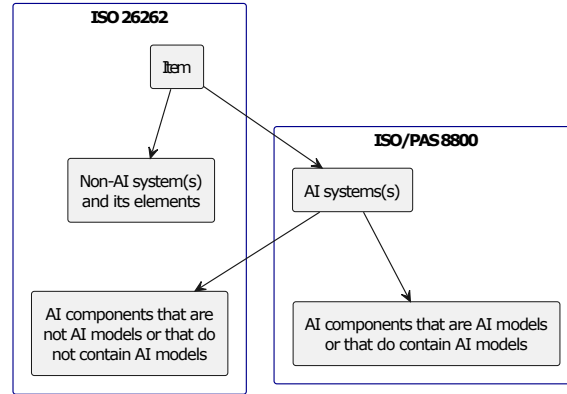 ISO 26262
Item
ISO/PAS 8800
Non-AI system(s)
and its elements
AI systems(s)
AI components that are
not AI models or that do
not contain AI models
AI components that are AI models
or that do contain AI models